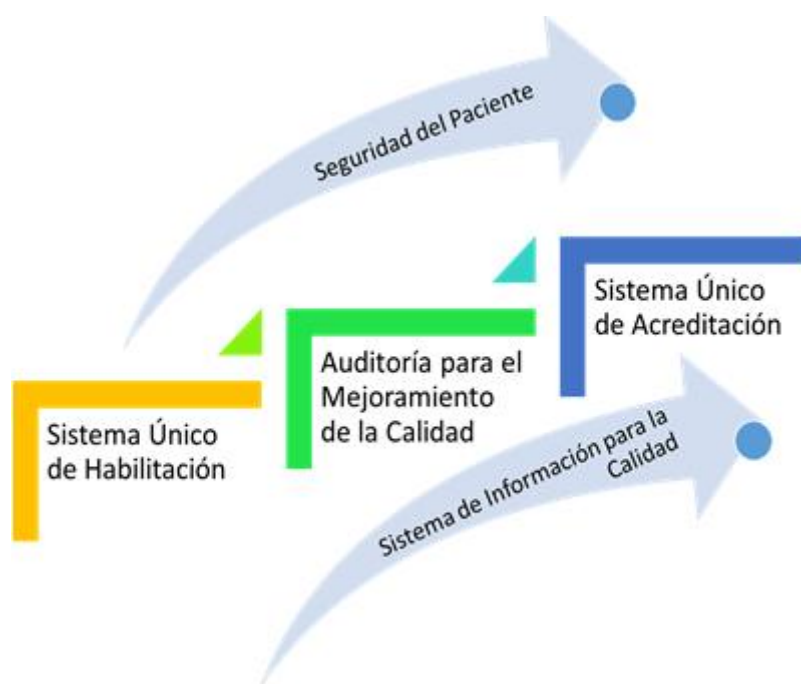 Seguridad del Paciente
Sistema Único
de Acreditación
Auditoría para el
Mejoramiento
de la Calidad
Sistema Único
de Habilitación
Sistema de Información para la
Calidad